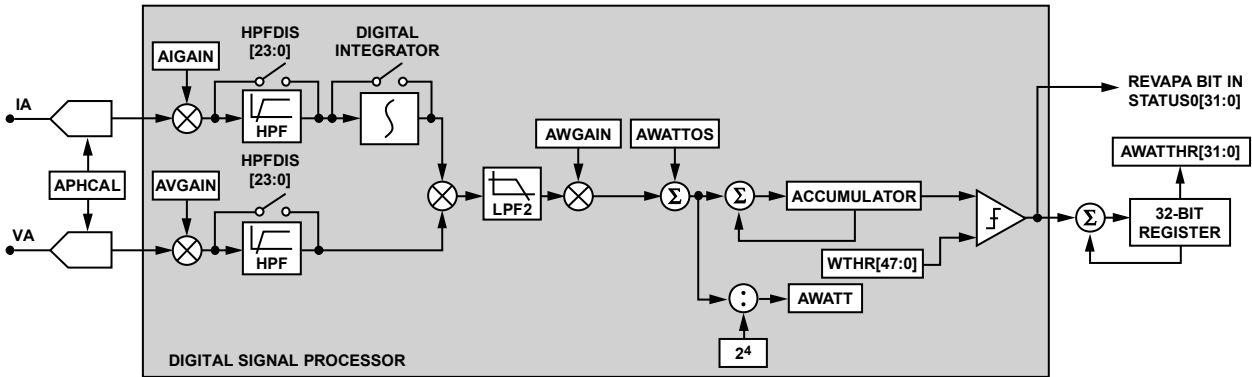 HPFDIS
[23:0]
DIGITAL
INTEGRATOR
AIGAIN
IA
HPF
REVAPA BIT IN
STATUS0[31:0]
APHCAL
AVGAIN
HPFDIS
[23:0]
AWGAIN
AWATTOS
AWATTHR[31:0]
LPF2
Σ
Σ
ACCUMULATOR
Σ
32-BIT
REGISTER
VA
HPF
WTHR[47:0]
:
AWATT
2⁴
DIGITAL SIGNAL PROCESSOR